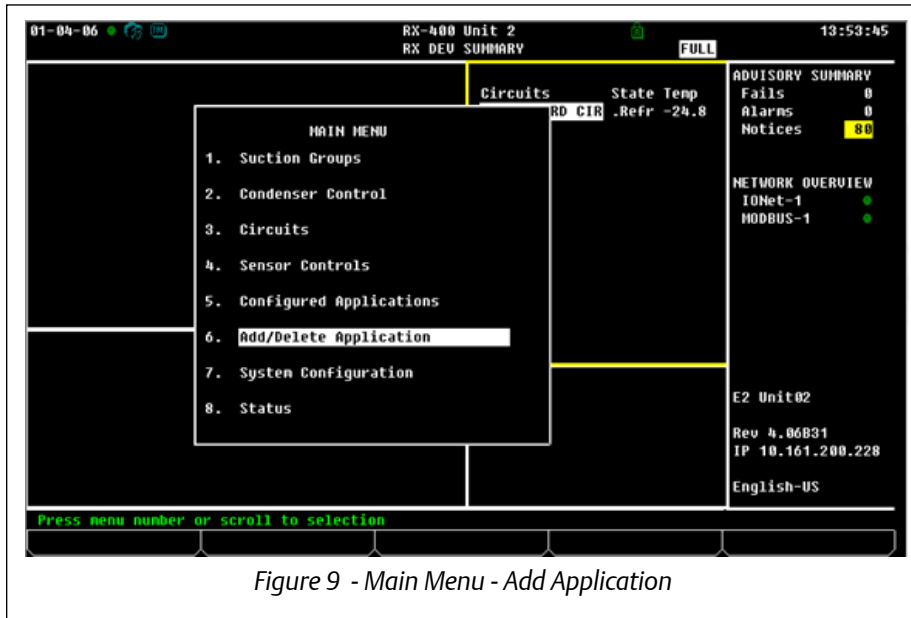 01-04-06 RX-400 Unit 2 13:53:45
RX DEV SUMMARY FULL
Circuits State Temp
RD CIR .Refr -24.8
MAIN MENU
1. Suction Groups
2. Condenser Control
3. Circuits
4. Sensor Controls
5. Configured Applications
6. Add/Delete Application
7. System Configuration
8. Status
ADVISORY SUMMARY
Fails 0
Alarms 0
Notices 80
NETWORK OVERVIEW
IONet-1
MODBUS-1
E2 Unit02
Rev 4.06B31
IP 10.161.200.228
English-US
Press menu number or scroll to selection
Figure 9 - Main Menu - Add Application